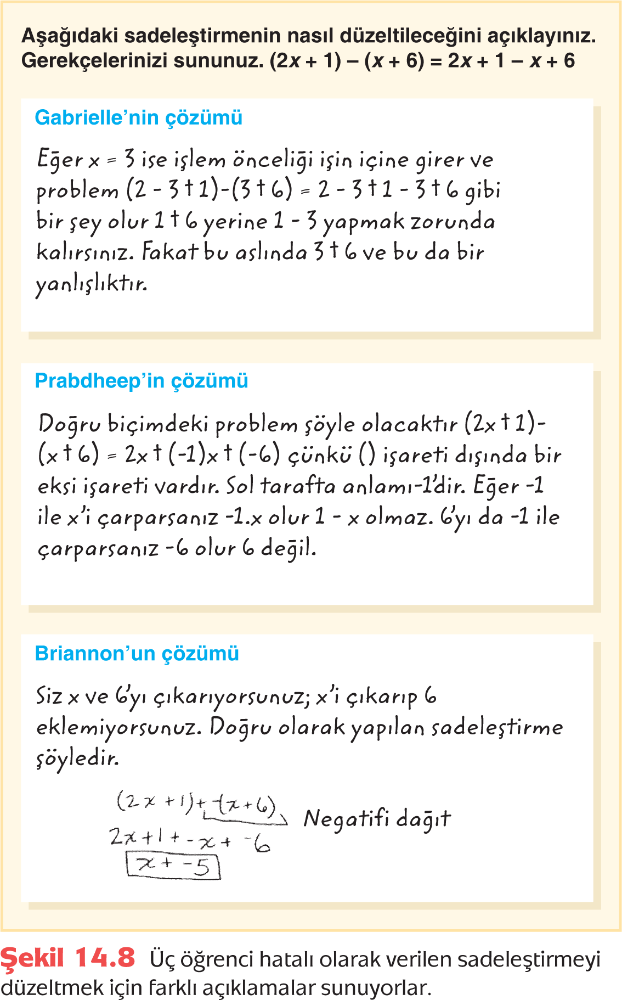 Aşağıdaki sadeleştirmenin nasıl düzeltileceğini açıklayınız.
Gerekçelerinizi sununuz. (2x + 1) – (x + 6) = 2x + 1 – x + 6
Gabrielle’nin çözümü
Eğer x = 3 ise işlem önceliği işin içine girer ve
problem (2 - 3 + 1)-(3 + 6) = 2 - 3 + 1 - 3 + 6 gibi
bir şey olur 1 + 6 yerine 1 - 3 yapmak zorunda
kalırsınız. Fakat bu aslında 3 + 6 ve bu da bir
yanlışlıktır.
Prabdheep’in çözümü
Doğru biçimdeki problem şöyle olacaktır (2x + 1)-
(x + 6) = 2x + (-1)x + (-6) çünkü () işareti dışında bir
eksi işareti vardır. Sol tarafta anlamı-1’dir. Eğer -1
ile x’i çarparsanız -1.x olur 1 - x olmaz. 6’yı da -1 ile
çarparsanız -6 olur 6 değil.
Briannon’un çözümü
Siz x ve 6’yı çıkarıyorsunuz; x’i çıkarıp 6
eklemiyorsunuz. Doğru olarak yapılan sadeleştirme
şöyledir.
(2x + 1) + -(x + 6) Negatifi dağıt
2x + 1 + -x + -6
x + -5
Şekil 14.8 Üç öğrenci hatalı olarak verilen sadeleştirmeyi
düzeltmek için farklı açıklamalar sunuyorlar.